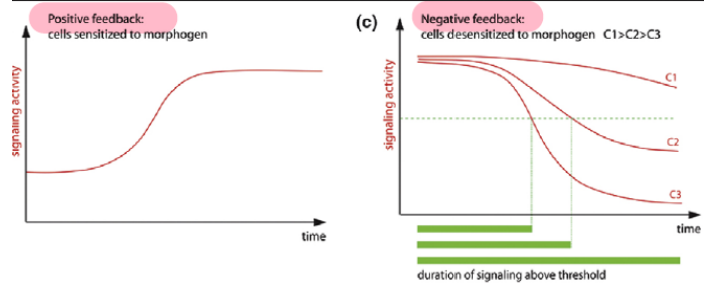 Positive feedback:
cells sensitized to morphogen
signaling activity
time
(c)
Negative feedback:
cells desensitized to morphogen C1>C2>C3
signaling activity
C1
C2
C3
time
duration of signaling above threshold